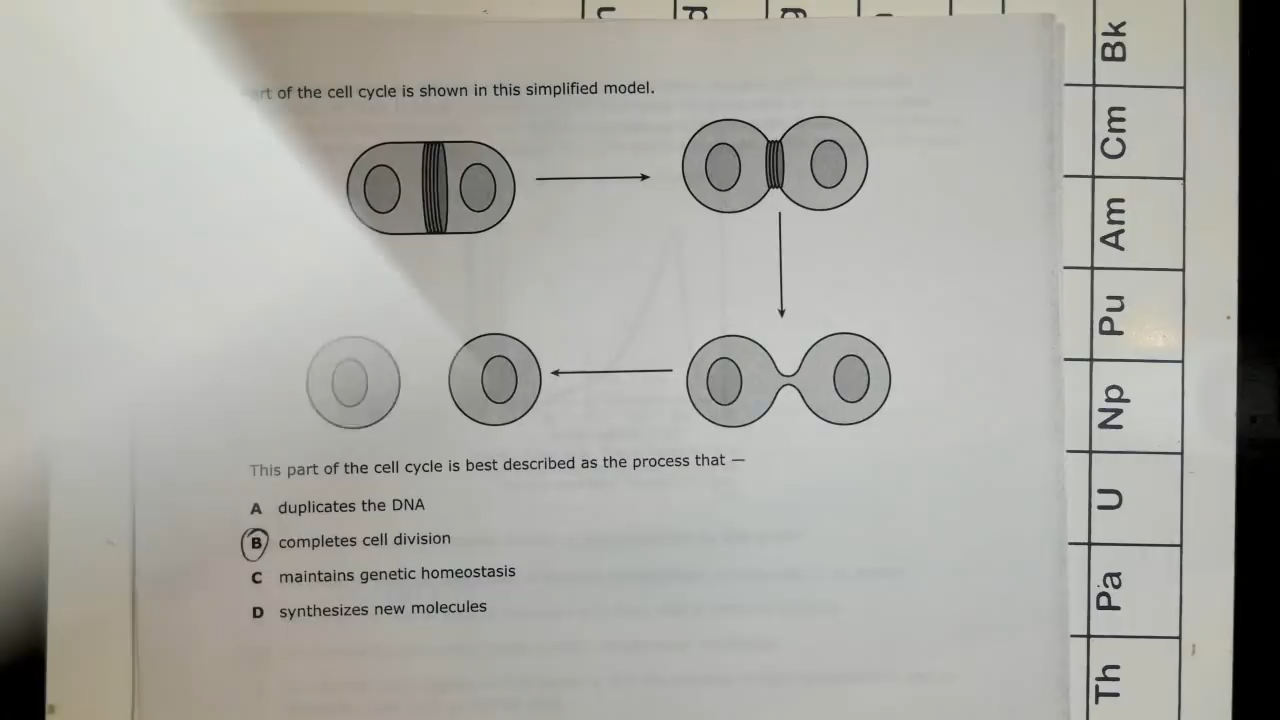 art of the cell cycle is shown in this simplified model.
This part of the cell cycle is best described as the process that —
A duplicates the DNA
B completes cell division
C maintains genetic homeostasis
D synthesizes new molecules
Bk
Cm
Am
Pu
Np
U
Pa
Th